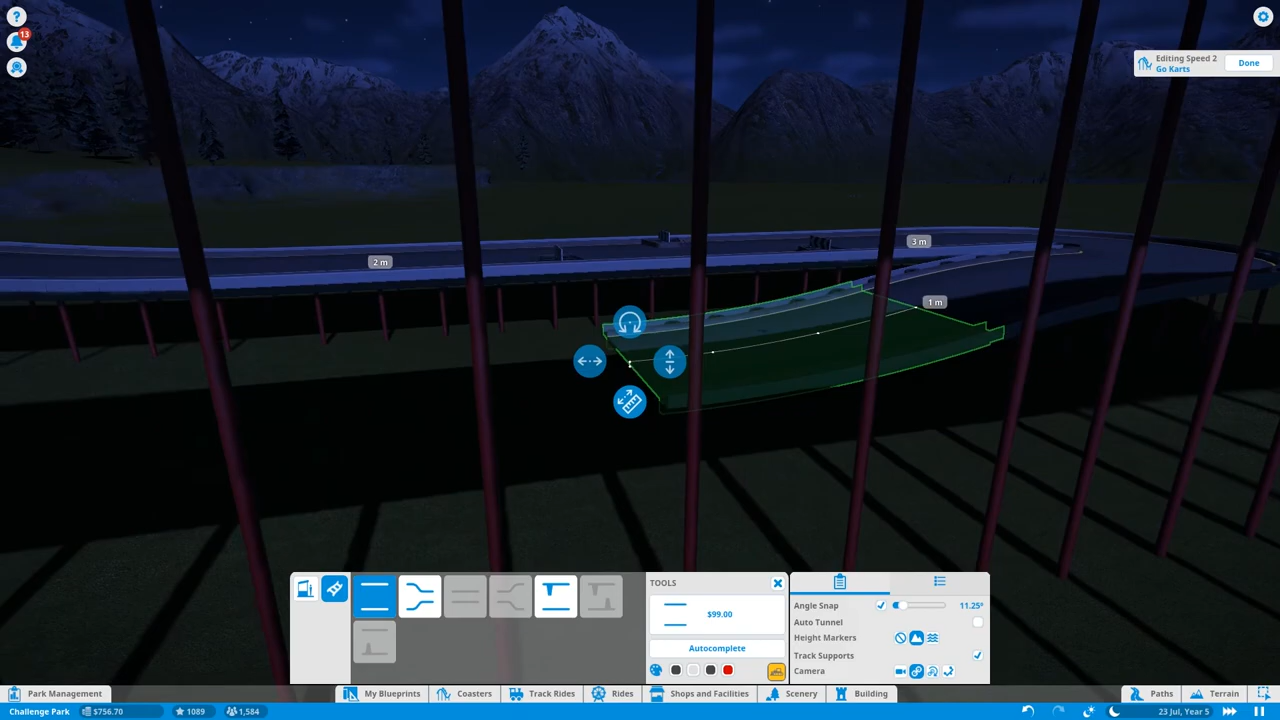 ?
13
Editing Speed 2
Go Karts
Done
2 m
3 m
1 m
TOOLS
$99.00
Autocomplete
Angle Snap
11.25°
Auto Tunnel
Height Markers
Track Supports
Camera
Park Management
My Blueprints
Coasters
Track Rides
Rides
Shops and Facilities
Scenery
Building
Paths
Terrain
Challenge Park
$756.70
1089
1,584
23 Jul, Year 5